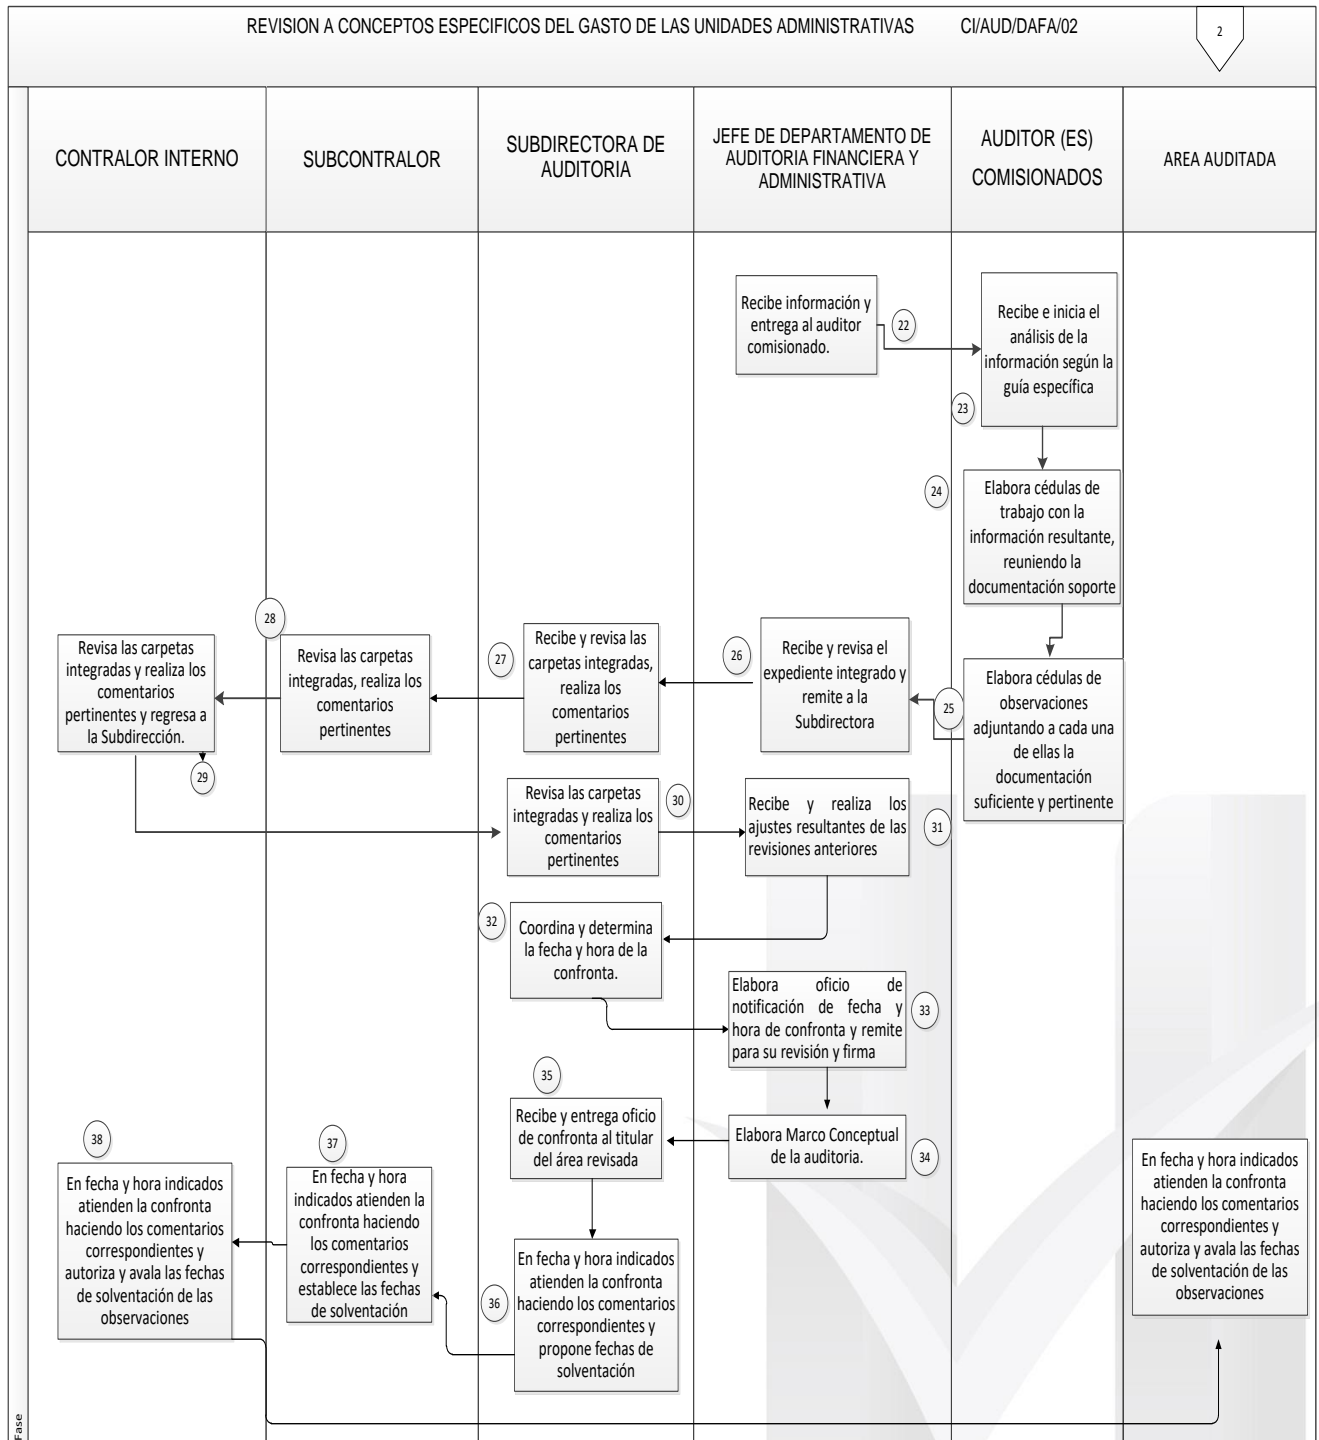 REVISION A CONCEPTOS ESPECIFICOS DEL GASTO DE LAS UNIDADES ADMINISTRATIVAS CI/AUD/DAFA/02
2
CONTRALOR INTERNO
SUBCONTRALOR
SUBDIRECTORA DE
AUDITORIA
JEFE DE DEPARTAMENTO DE
AUDITORIA FINANCIERA Y
ADMINISTRATIVA
AUDITOR (ES)
COMISIONADOS
AREA AUDITADA
Recibe información y
entrega al auditor
comisionado.
22
Recibe e inicia el
análisis de la
información según la
guía específica
23
24
Elabora cédulas de
trabajo con la
información resultante,
reuniendo la
documentación soporte
25
Elabora cédulas de
observaciones
adjuntando a cada una
de ellas la
documentación
suficiente y pertinente
26
Recibe y revisa el
expediente integrado y
remite a la
Subdirectora
27
Recibe y revisa las
carpetas integradas,
realiza los
comentarios
pertinentes
28
Revisa las carpetas
integradas, realiza los
comentarios
pertinentes
Revisa las carpetas
integradas y realiza los
comentarios
pertinentes y regresa a
la Subdirección.
29
Revisa las carpetas
integradas y realiza los
comentarios
pertinentes
30
Recibe y realiza los
ajustes resultantes de las
revisiones anteriores
31
32
Coordina y determina
la fecha y hora de la
confronta.
Elabora oficio de
notificación de fecha y
hora de confronta y remite
para su revisión y firma
33
Elabora Marco Conceptual
de la auditoria.
34
35
Recibe y entrega oficio
de confronta al titular
del área revisada
36
En fecha y hora indicados
atienden la confronta
haciendo los comentarios
correspondientes y
propone fechas de
solventación
37
En fecha y hora
indicados atienden la
confronta haciendo
los comentarios
correspondientes y
establece las fechas
de solventación
38
En fecha y hora indicados
atienden la confronta
haciendo los comentarios
correspondientes y
autoriza y avala las fechas
de solventación de las
observaciones
En fecha y hora indicados
atienden la confronta
haciendo los comentarios
correspondientes y
autoriza y avala las fechas
de solventación de las
observaciones
Fase